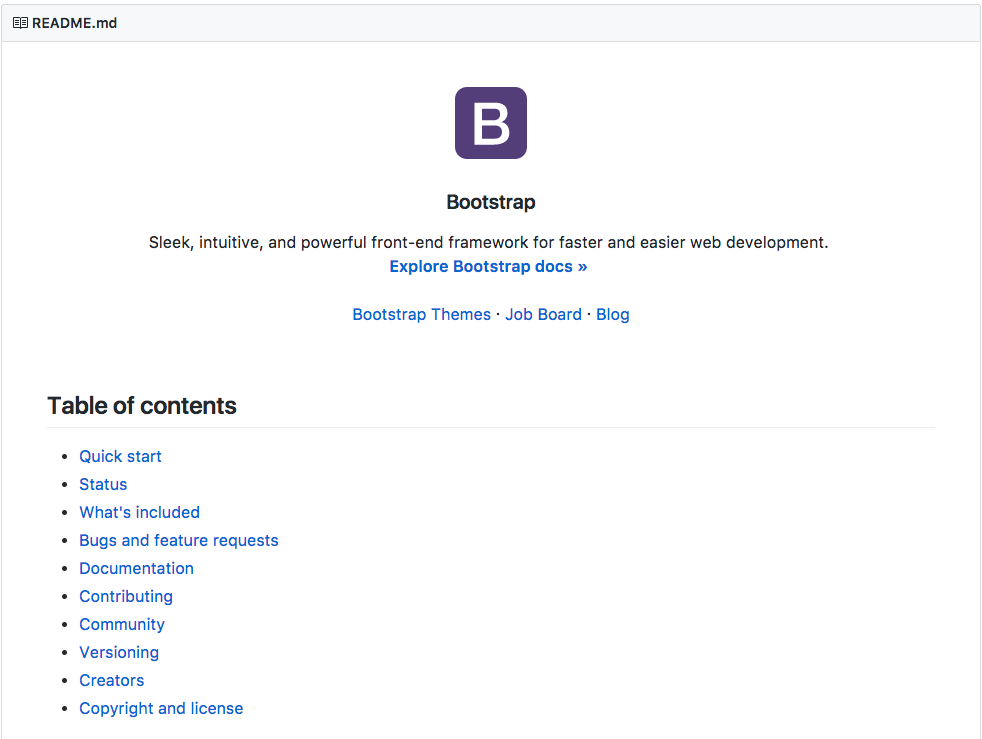 README.md
B
Bootstrap
Sleek, intuitive, and powerful front-end framework for faster and easier web development.
Explore Bootstrap docs »
Bootstrap Themes · Job Board · Blog
Table of contents
• Quick start
• Status
• What's included
• Bugs and feature requests
• Documentation
• Contributing
• Community
• Versioning
• Creators
• Copyright and license